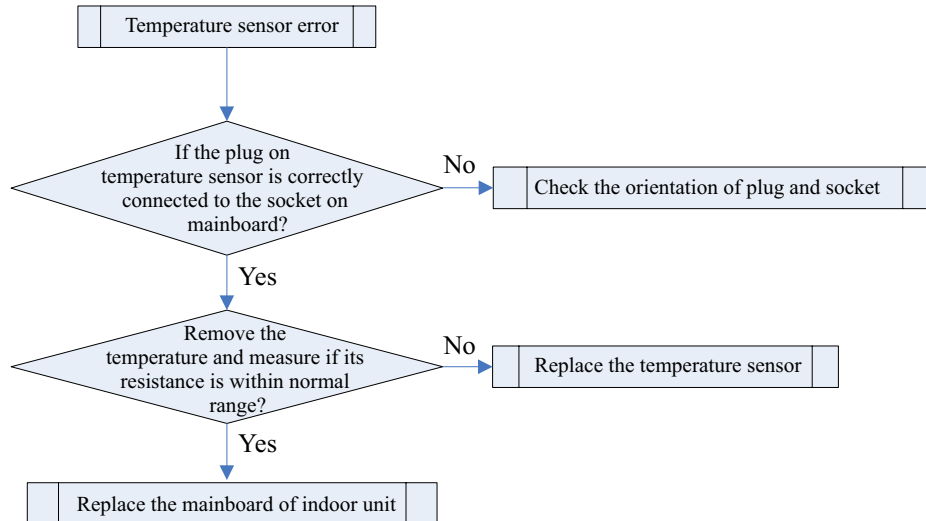 Temperature sensor error
If the plug on
temperature sensor is correctly
connected to the socket on
mainboard?
No
Check the orientation of plug and socket
Yes
Remove the
temperature and measure if its
resistance is within normal
range?
No
Replace the temperature sensor
Yes
Replace the mainboard of indoor unit